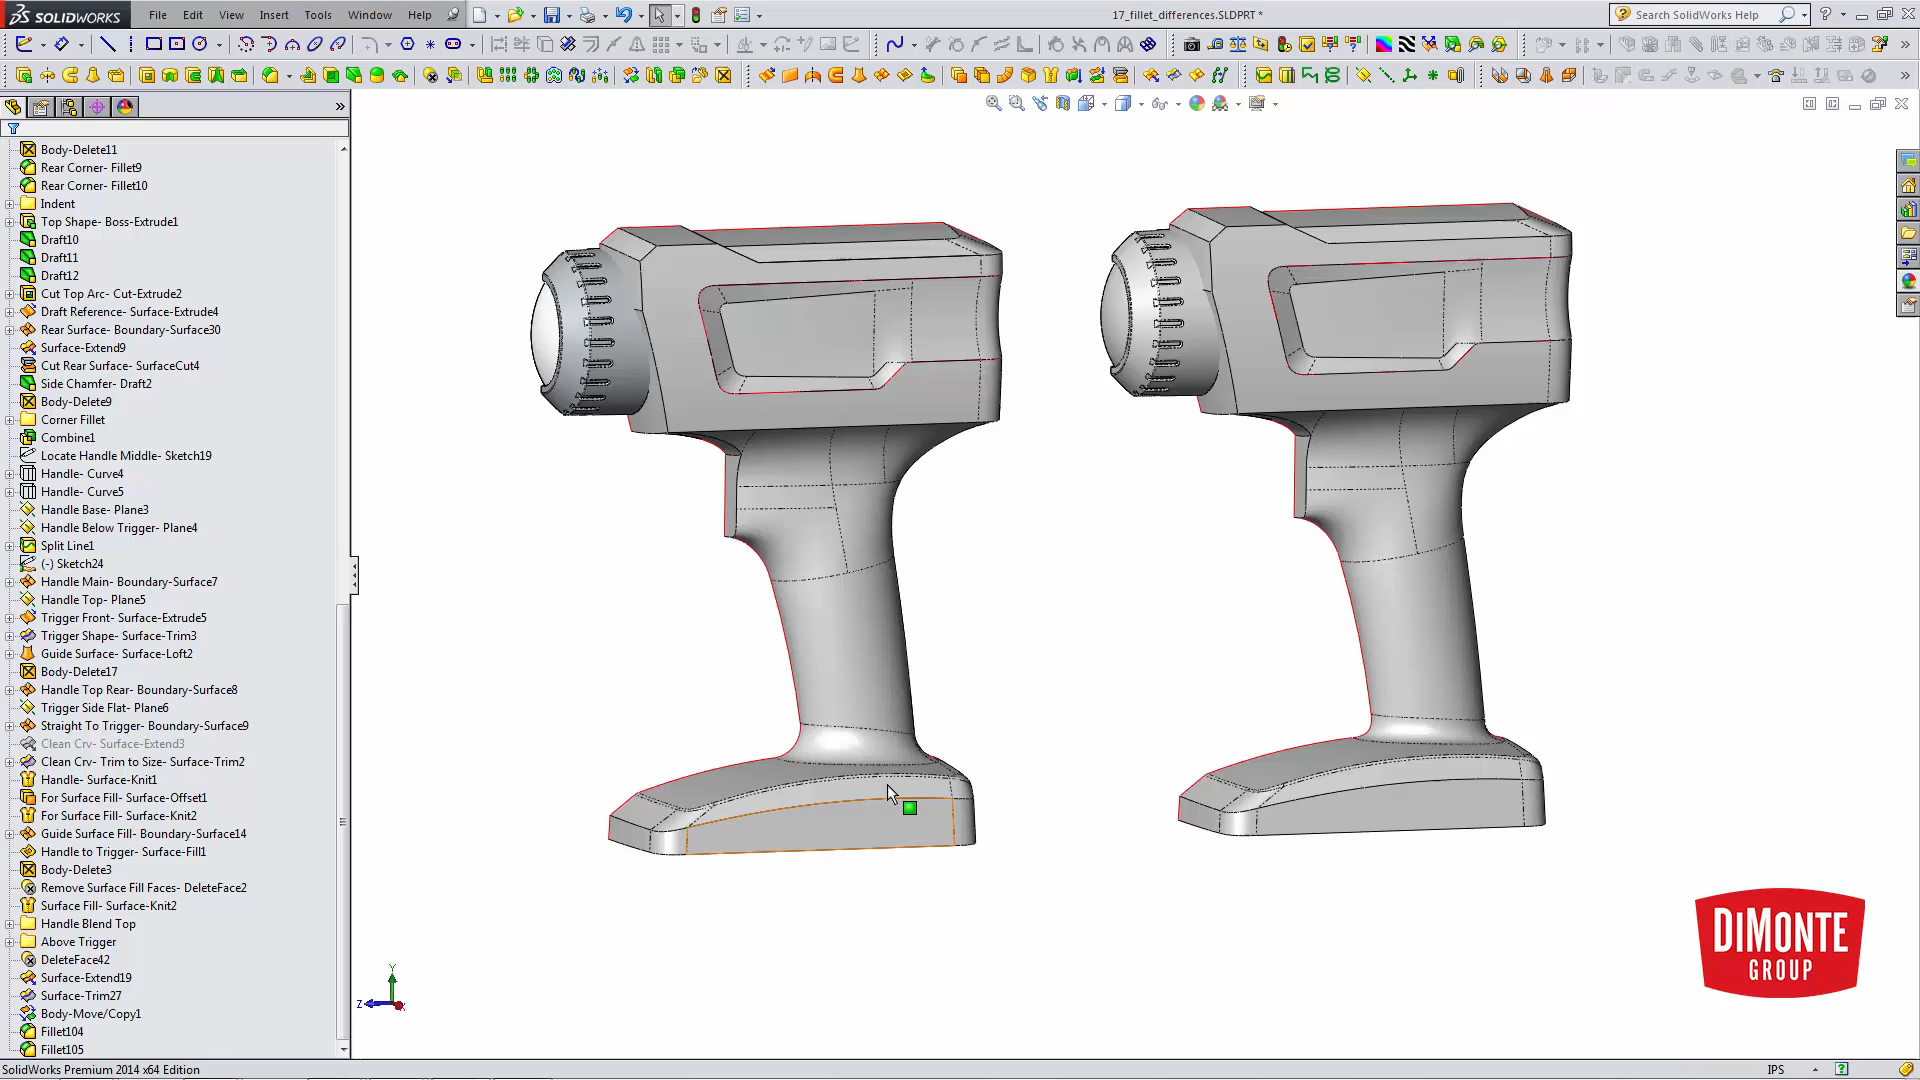 SOLIDWORKS
File Edit View Insert Tools Window Help
17_fillet_differences.SLDPRT *
Search SolidWorks Help
Body-Delete11
Rear Corner- Fillet9
Rear Corner- Fillet10
Indent
Top Shape- Boss-Extrude1
Draft10
Draft11
Draft12
Cut Top Arc- Cut-Extrude2
Draft Reference- Surface-Extrude4
Rear Surface- Boundary-Surface30
Surface-Extend9
Cut Rear Surface- SurfaceCut4
Side Chamfer- Draft2
Body-Delete9
Corner Fillet
Combine1
Locate Handle Middle- Sketch19
Handle- Curve4
Handle- Curve5
Handle Base- Plane3
Handle Below Trigger- Plane4
Split Line1
(-) Sketch24
Handle Main- Boundary-Surface7
Handle Top- Plane5
Trigger Front- Surface-Extrude5
Trigger Shape- Surface-Trim3
Guide Surface- Surface-Loft2
Body-Delete17
Handle Top Rear- Boundary-Surface8
Trigger Side Flat- Plane6
Straight To Trigger- Boundary-Surface9
Clean Crv- Surface-Extend3
Clean Crv- Trim to Size- Surface-Trim2
Handle- Surface-Knit1
For Surface Fill- Surface-Offset1
For Surface Fill- Surface-Knit2
Guide Surface Fill- Boundary-Surface14
Handle to Trigger- Surface-Fill1
Body-Delete3
Remove Surface Fill Faces- DeleteFace2
Surface Fill- Surface-Knit2
Handle Blend Top
Above Trigger
DeleteFace42
Surface-Extend19
Surface-Trim27
Body-Move/Copy1
Fillet104
Fillet105
Y
Z
DIMONTE
GROUP
SolidWorks Premium 2014 x64 Edition
IPS